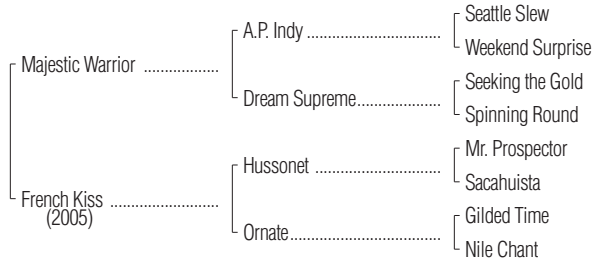 Seattle Slew
A.P. Indy ................................
Weekend Surprise
Majestic Warrior ..................
Seeking the Gold
Dream Supreme....................
Spinning Round
Mr. Prospector
Hussonet ..............................
Sacahuista
French Kiss ..........................
(2005)
Gilded Time
Ornate....................................
Nile Chant